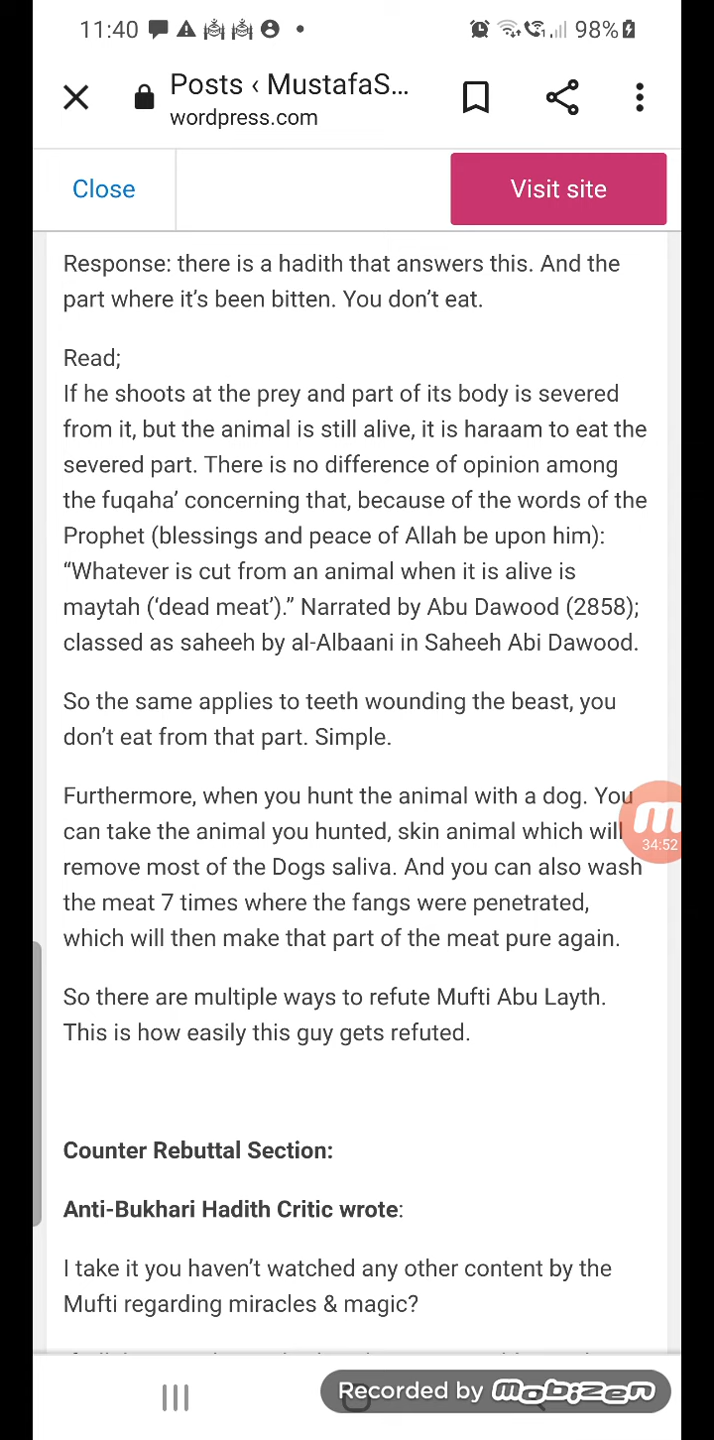 11:40
98%
Posts ‹ MustafaS...
wordpress.com
Close
Visit site
Response: there is a hadith that answers this. And the
part where it's been bitten. You don't eat.
Read;
If he shoots at the prey and part of its body is severed
from it, but the animal is still alive, it is haraam to eat the
severed part. There is no difference of opinion among
the fuqaha' concerning that, because of the words of the
Prophet (blessings and peace of Allah be upon him):
“Whatever is cut from an animal when it is alive is
maytah (‘dead meat’).” Narrated by Abu Dawood (2858);
classed as saheeh by al-Albaani in Saheeh Abi Dawood.
So the same applies to teeth wounding the beast, you
don't eat from that part. Simple.
Furthermore, when you hunt the animal with a dog. You
can take the animal you hunted, skin animal which will
remove most of the Dogs saliva. And you can also wash
the meat 7 times where the fangs were penetrated,
which will then make that part of the meat pure again.
34:52
So there are multiple ways to refute Mufti Abu Layth.
This is how easily this guy gets refuted.
Counter Rebuttal Section:
Anti-Bukhari Hadith Critic wrote:
I take it you haven't watched any other content by the
Mufti regarding miracles & magic?
Recorded by Mobizen